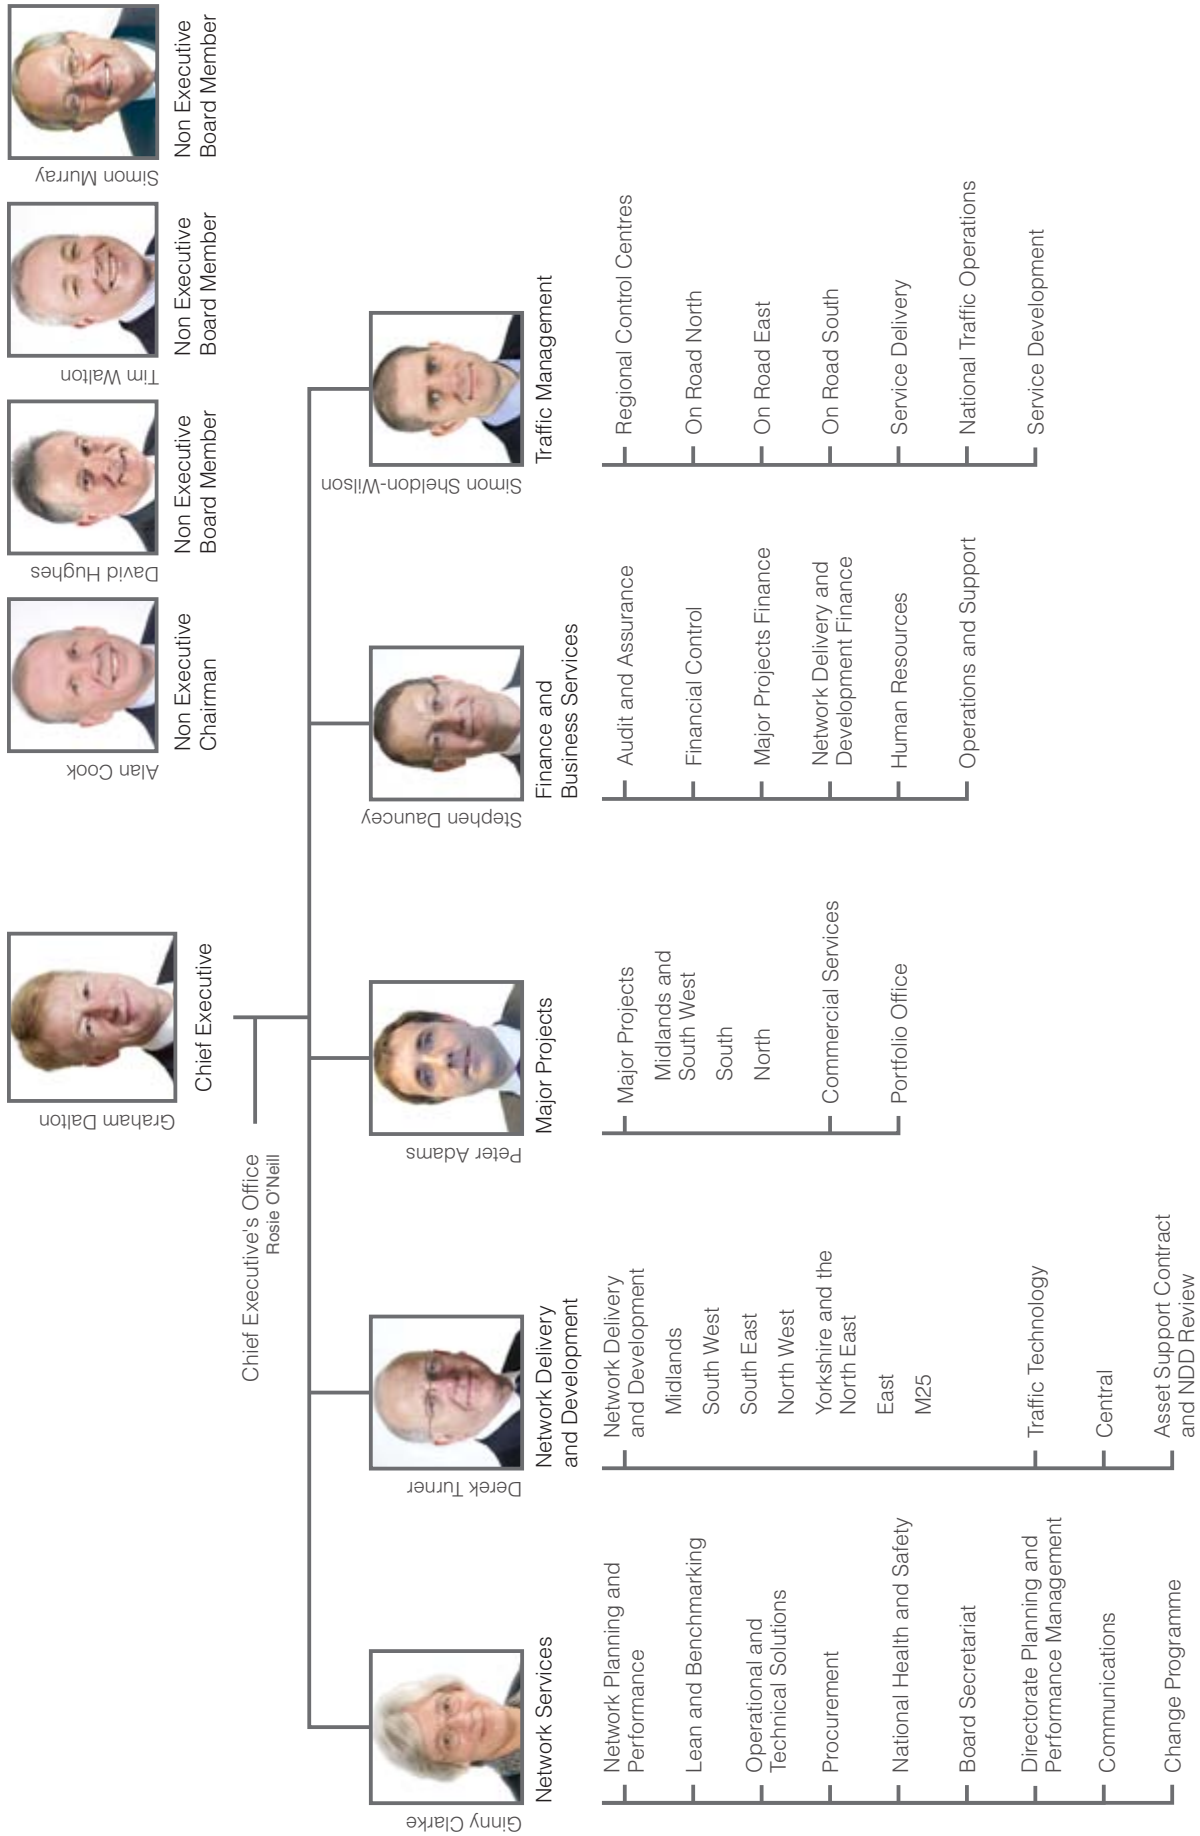 Graham Dalton
Chief Executive
Alan Cook
Non Executive
Chairman
David Hughes
Non Executive
Board Member
Tim Walton
Non Executive
Board Member
Simon Murray
Non Executive
Board Member
Chief Executive's Office
Rosie O'Neill
Ginny Clarke
Network Services
Network Planning and
Performance
Lean and Benchmarking
Operational and
Technical Solutions
Procurement
National Health and Safety
Board Secretariat
Directorate Planning and
Performance Management
Communications
Change Programme
Derek Turner
Network Delivery
and Development
Network Delivery
and Development
Midlands
South West
South East
North West
Yorkshire and the
North East
East
M25
Traffic Technology
Central
Asset Support Contract
and NDD Review
Peter Adams
Major Projects
Major Projects
Midlands and
South West
South
North
Commercial Services
Portfolio Office
Stephen Dauncey
Finance and
Business Services
Audit and Assurance
Financial Control
Major Projects Finance
Network Delivery and
Development Finance
Human Resources
Operations and Support
Simon Sheldon-Wilson
Traffic Management
Regional Control Centres
On Road North
On Road East
On Road South
Service Delivery
National Traffic Operations
Service Development